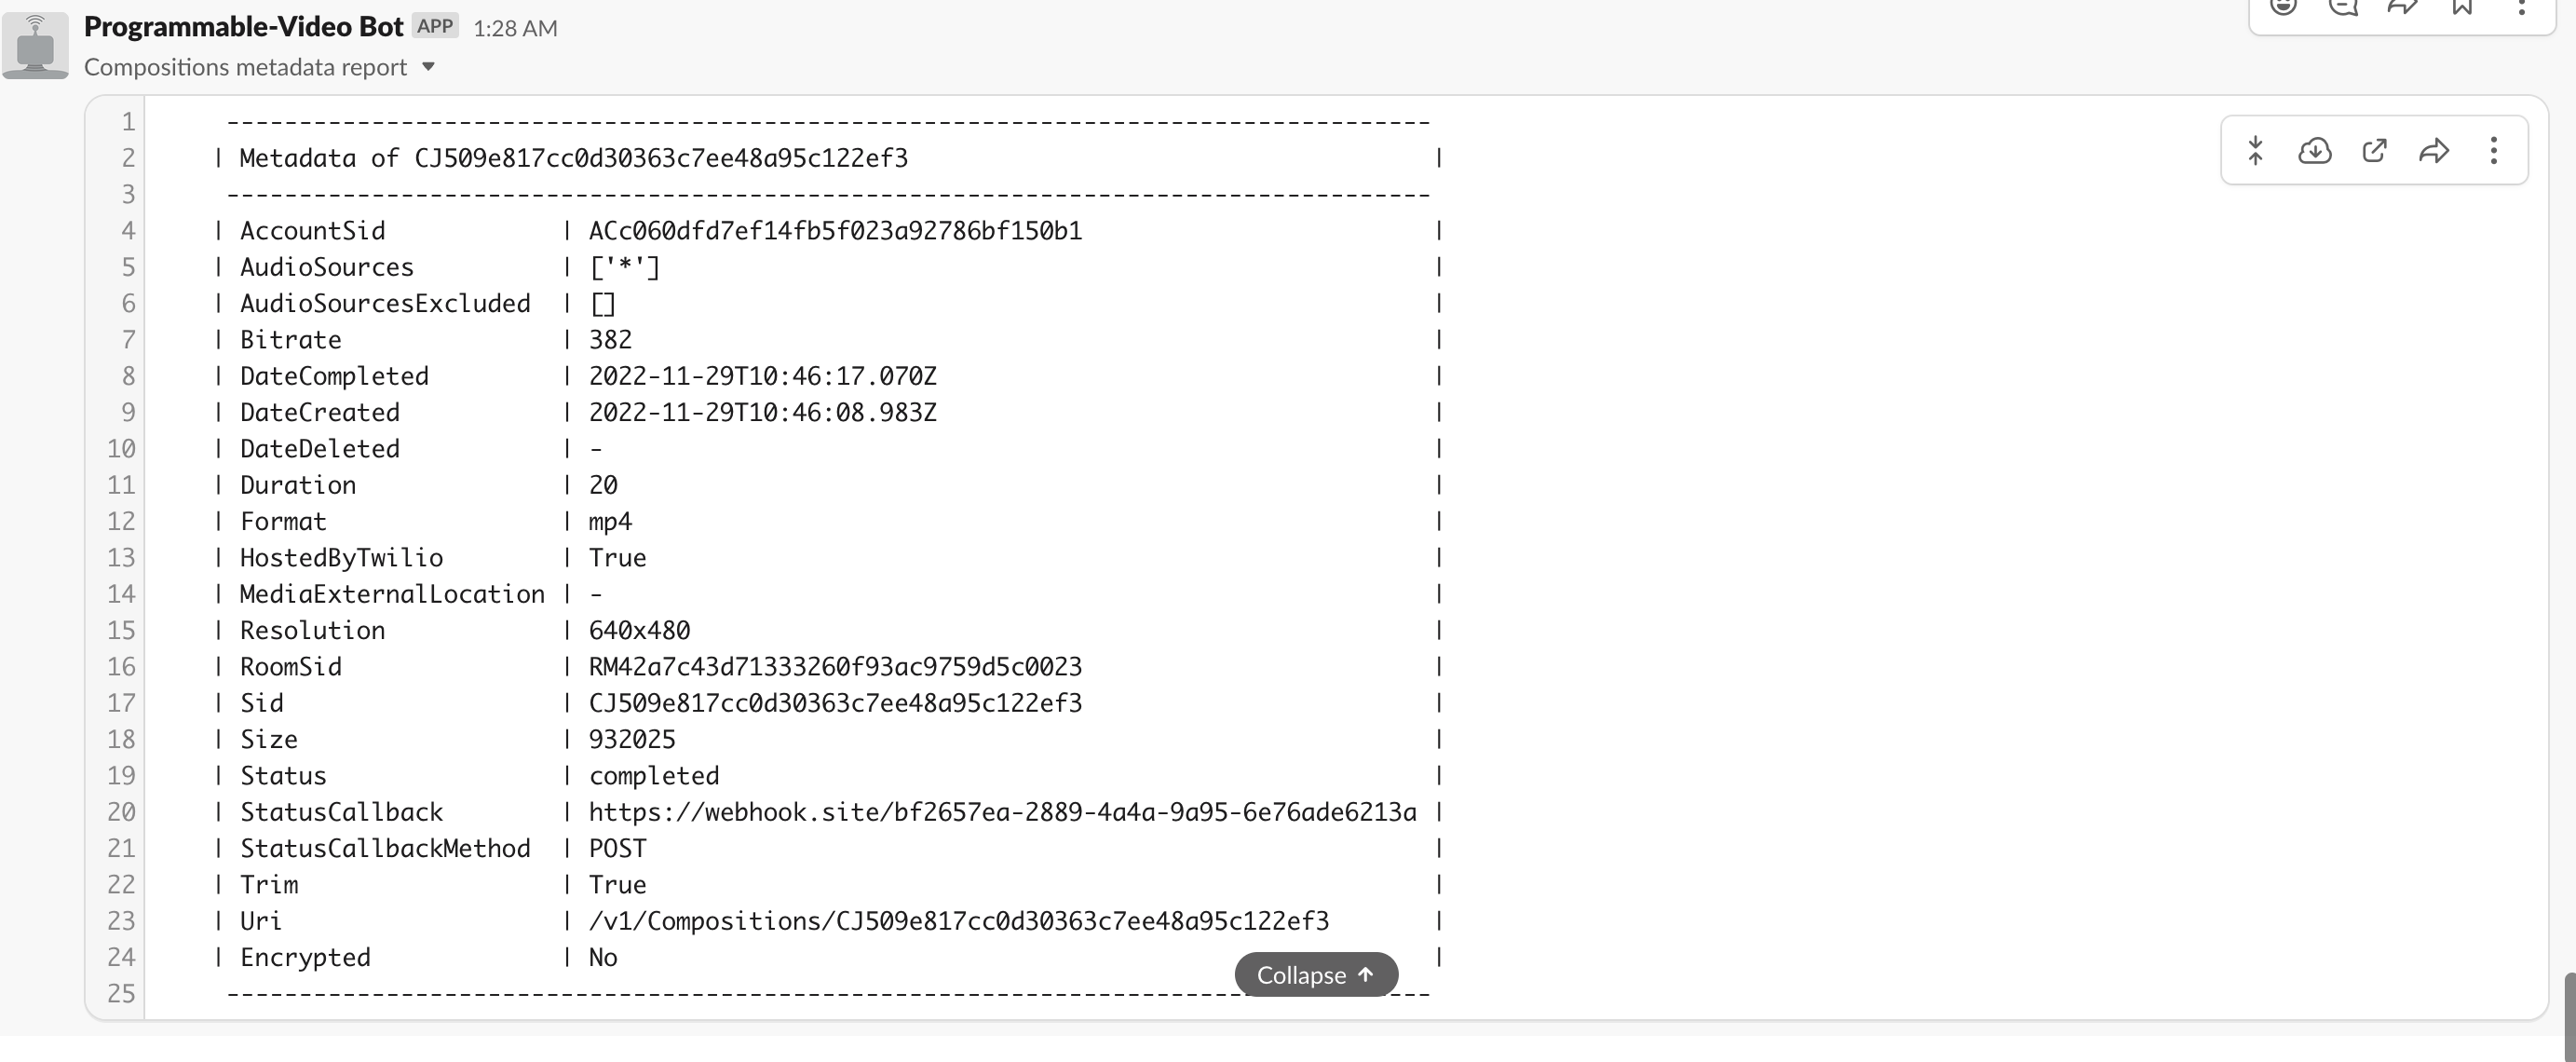 Programmable-Video Bot APP 1:28 AM
Compositions metadata report
1 -----------------------------------------------------------------------------------
2 | Metadata of CJ509e817cc0d30363c7ee48a95c122ef3 |
3 -----------------------------------------------------------------------------------
4 | AccountSid | ACc060dfd7ef14fb5f023a92786bf150b1 |
5 | AudioSources | ['*'] |
6 | AudioSourcesExcluded | [] |
7 | Bitrate | 382 |
8 | DateCompleted | 2022-11-29T10:46:17.070Z |
9 | DateCreated | 2022-11-29T10:46:08.983Z |
10 | DateDeleted | - |
11 | Duration | 20 |
12 | Format | mp4 |
13 | HostedByTwilio | True |
14 | MediaExternalLocation | - |
15 | Resolution | 640x480 |
16 | RoomSid | RM42a7c43d71333260f93ac9759d5c0023 |
17 | Sid | CJ509e817cc0d30363c7ee48a95c122ef3 |
18 | Size | 932025 |
19 | Status | completed |
20 | StatusCallback | https://webhook.site/bf2657ea-2889-4a4a-9a95-6e76ade6213a |
21 | StatusCallbackMethod | POST |
22 | Trim | True |
23 | Uri | /v1/Compositions/CJ509e817cc0d30363c7ee48a95c122ef3 |
24 | Encrypted | No |
Collapse
25 -----------------------------------------------------------------------------------